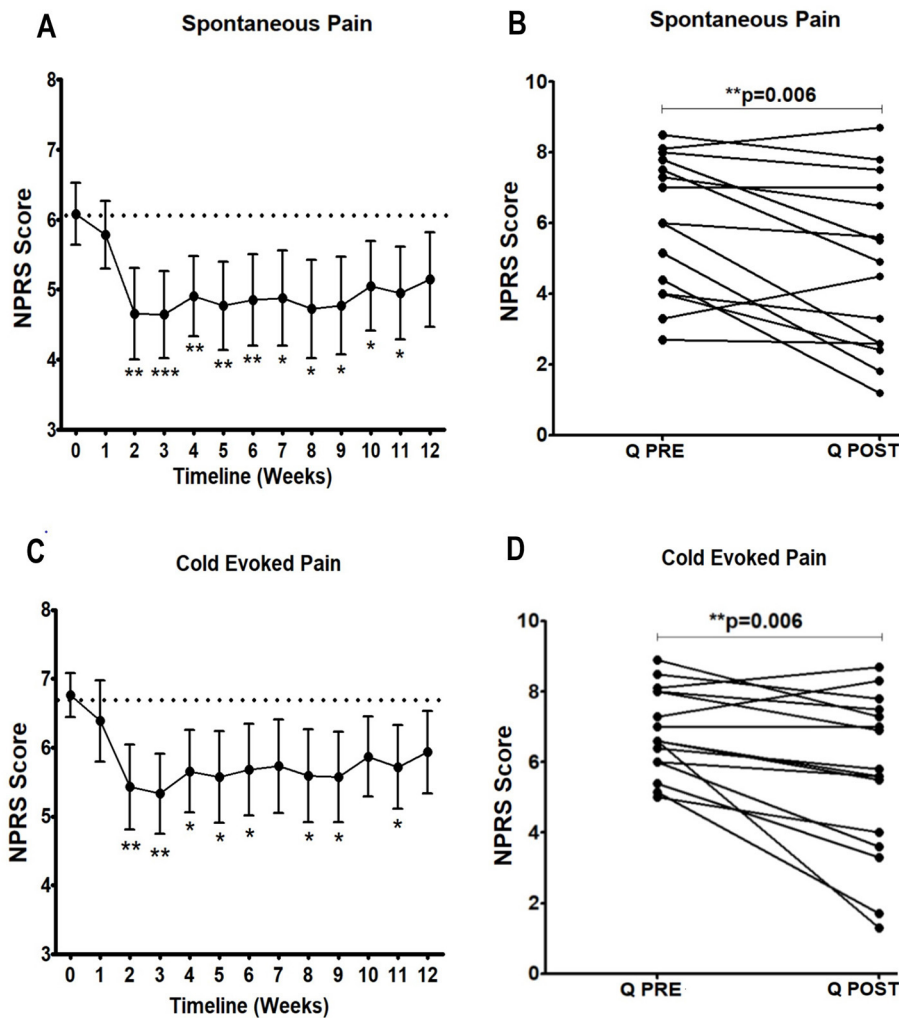 A
Spontaneous Pain
NPRS Score
8
7
6
5
4
3
** *** ** ** ** * * * * *
0 1 2 3 4 5 6 7 8 9 10 11 12
Timeline (Weeks)
B
Spontaneous Pain
**p=0.006
NPRS Score
10
8
6
4
2
0
Q PRE Q POST
C
Cold Evoked Pain
NPRS Score
8
7
6
5
4
3
** ** * * * * * *
0 1 2 3 4 5 6 7 8 9 10 11 12
Timeline (Weeks)
D
Cold Evoked Pain
**p=0.006
NPRS Score
10
8
6
4
2
0
Q PRE Q POST